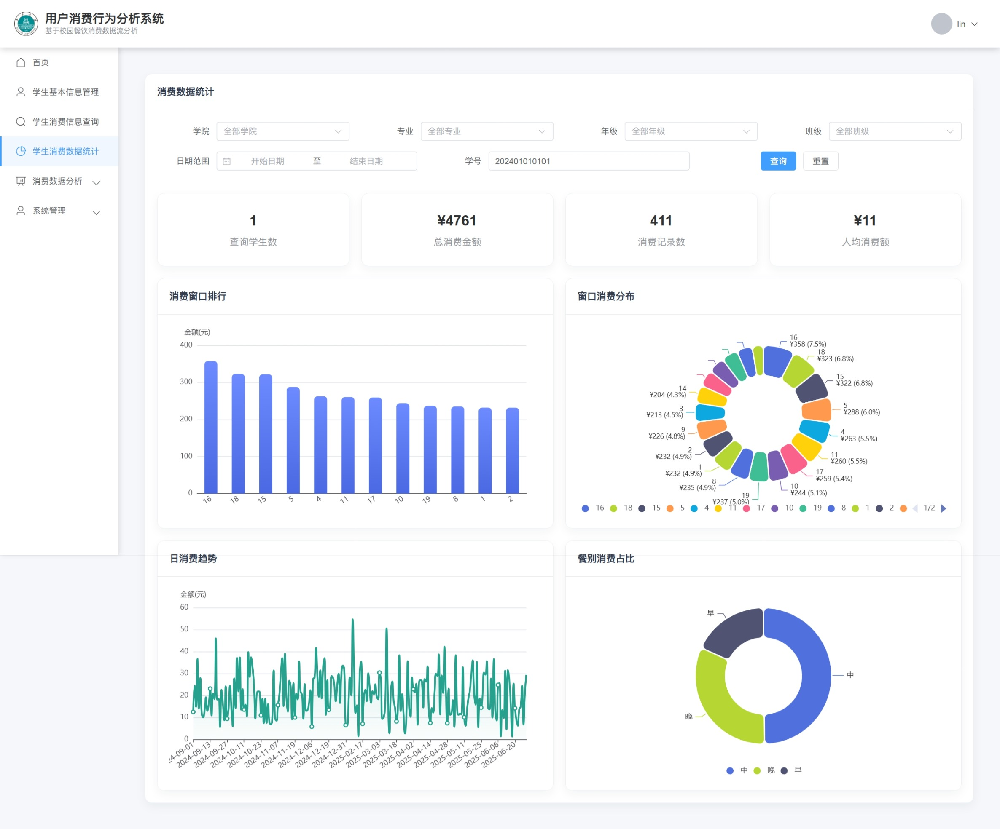 用户消费行为分析系统
基于校园餐饮消费数据流分析
lin
首页
学生基本信息管理
学生消费信息查询
学生消费数据统计
消费数据分析
系统管理
消费数据统计
学院 全部学院 专业 全部专业 年级 全部年级 班级 全部班级
日期范围 开始日期 至 结束日期 学号 202401010101 查询 重置
1
查询学生数
¥4761
总消费金额
411
消费记录数
¥11
人均消费额
消费窗口排行
金额(元)
400
300
200
100
0
16 18 15 5 4 11 17 10 19 8 1 2
窗口消费分布
16
¥358 (7.5%)
18
¥323 (6.8%)
15
¥322 (6.8%)
5
¥288 (6.0%)
4
¥263 (5.5%)
11
¥260 (5.5%)
17
¥259 (5.4%)
10
¥244 (5.1%)
19
¥237 (5.0%)
8
¥235 (4.9%)
1
¥232 (4.9%)
2
¥232 (4.9%)
9
¥226 (4.8%)
3
¥213 (4.5%)
14
¥204 (4.3%)
16 18 15 5 4 11 17 10 19 8 1 2 1/2
日消费趋势
金额(元)
60
50
40
30
20
10
0
4-09-01 2024-09-13 2024-09-27 2024-10-11 2024-10-23 2024-11-07 2024-11-19 2024-12-06 2024-12-19 2024-12-31 2025-02-17 2025-03-03 2025-03-18 2025-04-02 2025-04-14 2025-04-28 2025-05-11 2025-05-25 2025-06-06 2025-06-20
餐别消费占比
早
中
晚
中 晚 早